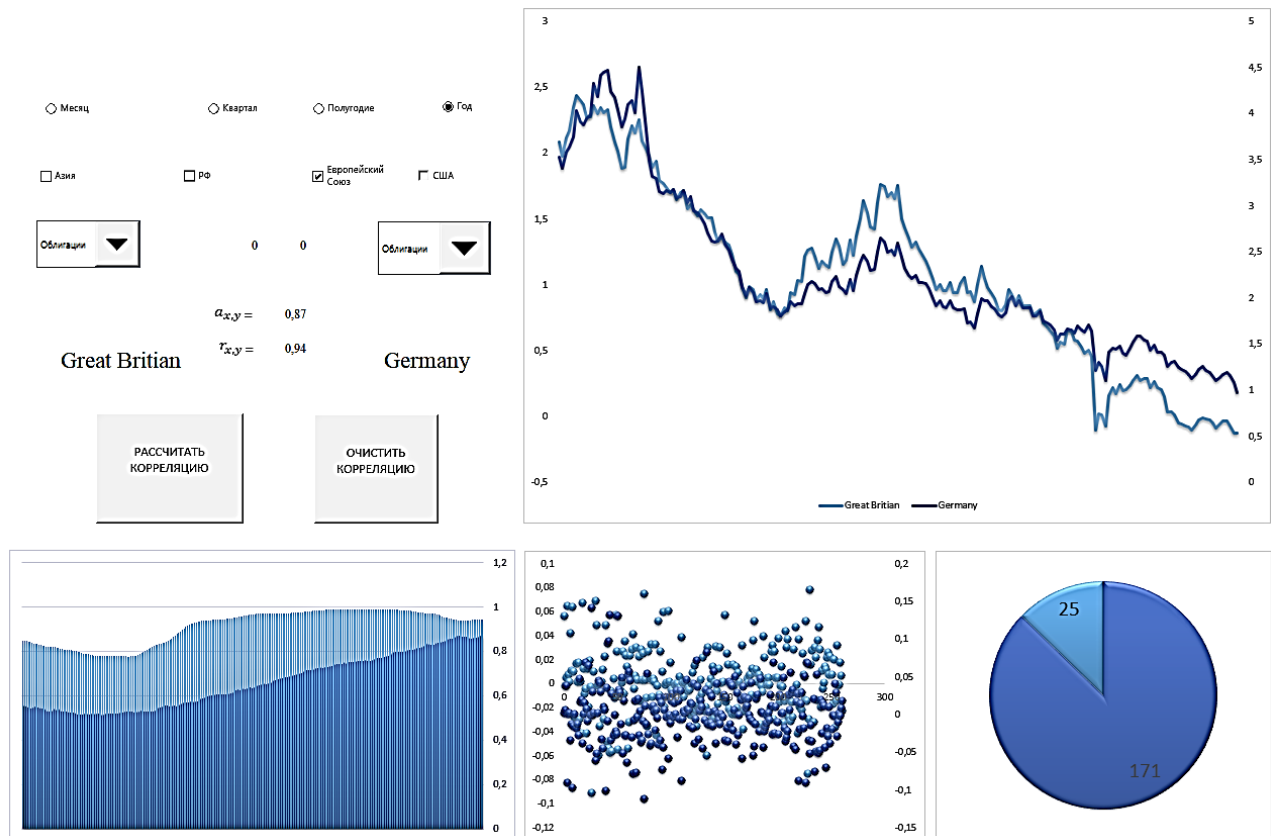 Месяц
Квартал
Полугодие
Год
Азия
РФ
Европейский
Союз
США
Облигации
0 0
Облигации
a x,y = 0,87
r x,y = 0,94
Great Britian
Germany
РАССЧИТАТЬ
КОРРЕЛЯЦИЮ
ОЧИСТИТЬ
КОРРЕЛЯЦИЮ
3
2,5
2
1,5
1
0,5
0
-0,5
5
4,5
4
3,5
3
2,5
2
1,5
1
0,5
0
Great Britian
Germany
1,2
1
0,8
0,6
0,4
0,2
0
0,1
0,08
0,06
0,04
0,02
0
-0,02
-0,04
-0,06
-0,08
-0,1
-0,12
0
300
0,2
0,15
0,1
0,05
0
-0,05
-0,1
-0,15
25
171